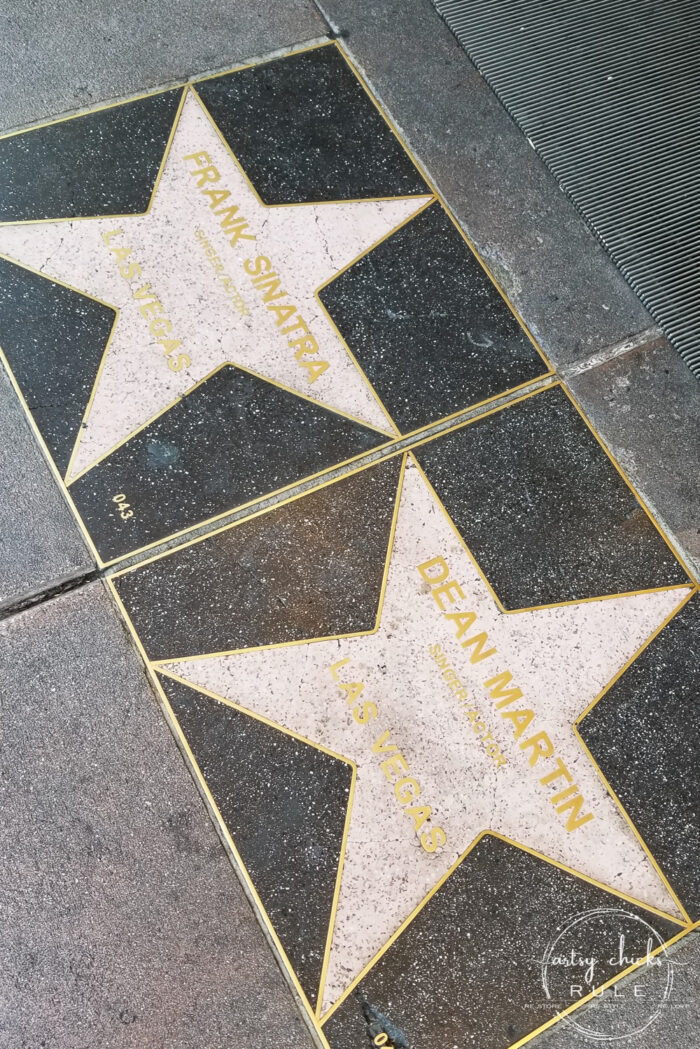 FRANK SINATRA
SINGER/ACTOR
LAS VEGAS
043
DEAN MARTIN
SINGER/ACTOR
LAS VEGAS
artsy chicks
RULE